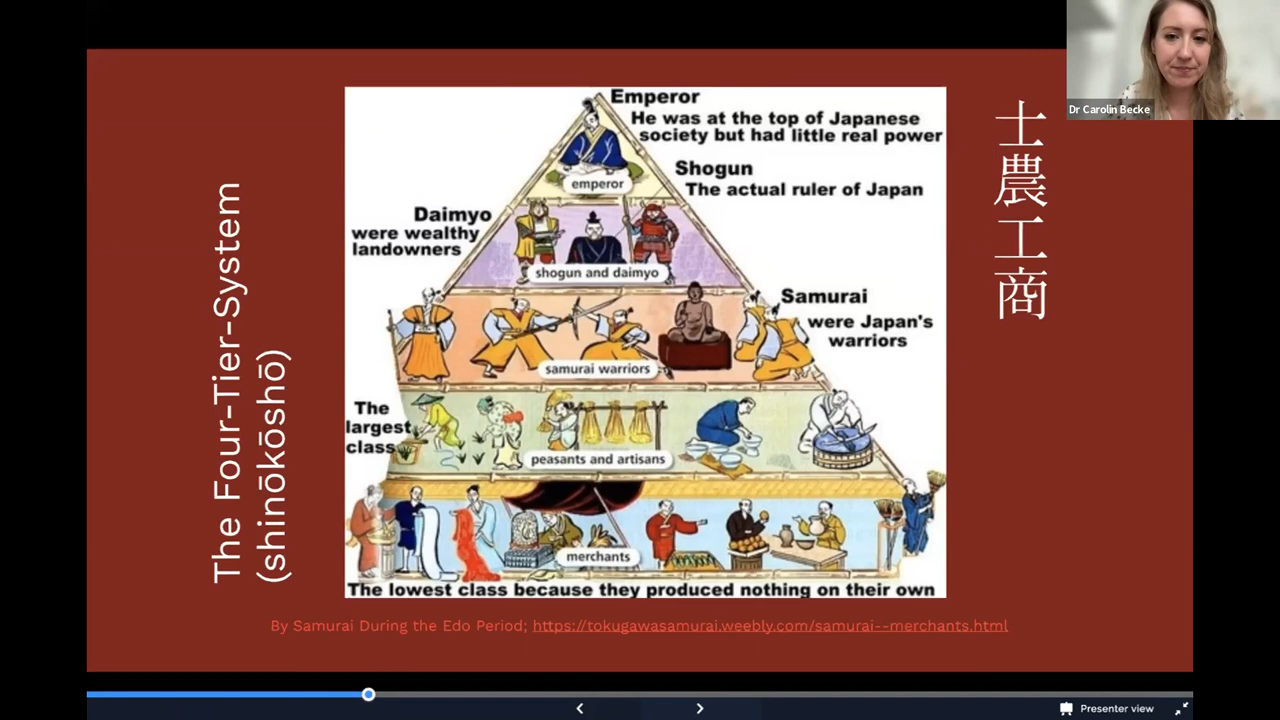 Dr Carolin Becke
The Four-Tier-System
(shinōkōshō)
士農工商
Emperor
He was at the top of Japanese
society but had little real power
emperor
Shogun
The actual ruler of Japan
Daimyo
were wealthy
landowners
shogun and daimyo
Samurai
were Japan's
warriors
samurai warriors
The
largest
class
peasants and artisans
merchants
The lowest class because they produced nothing on their own
By Samurai During the Edo Period; https://tokugawasamurai.weebly.com/samurai--merchants.html
Presenter view